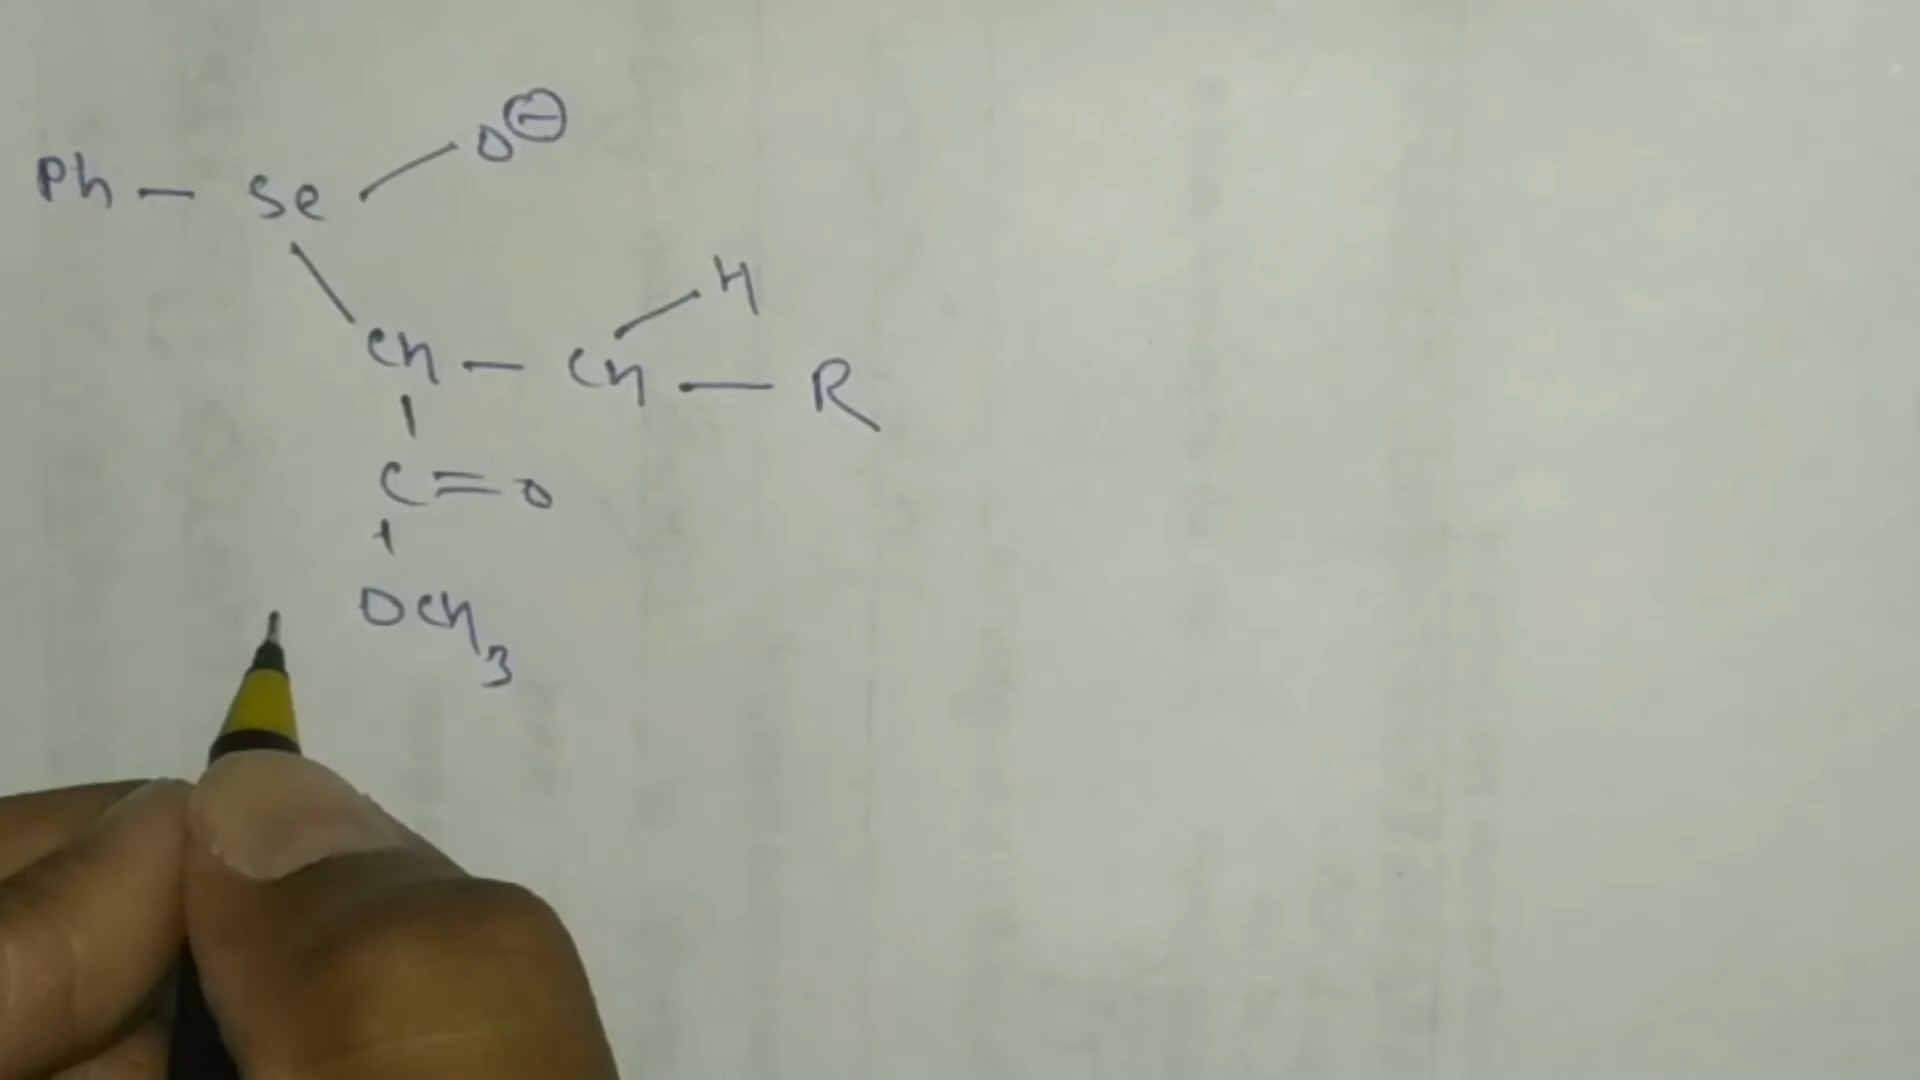 Ph – Se – O⊖
H
CH – CH – R
C=O
OCH₃